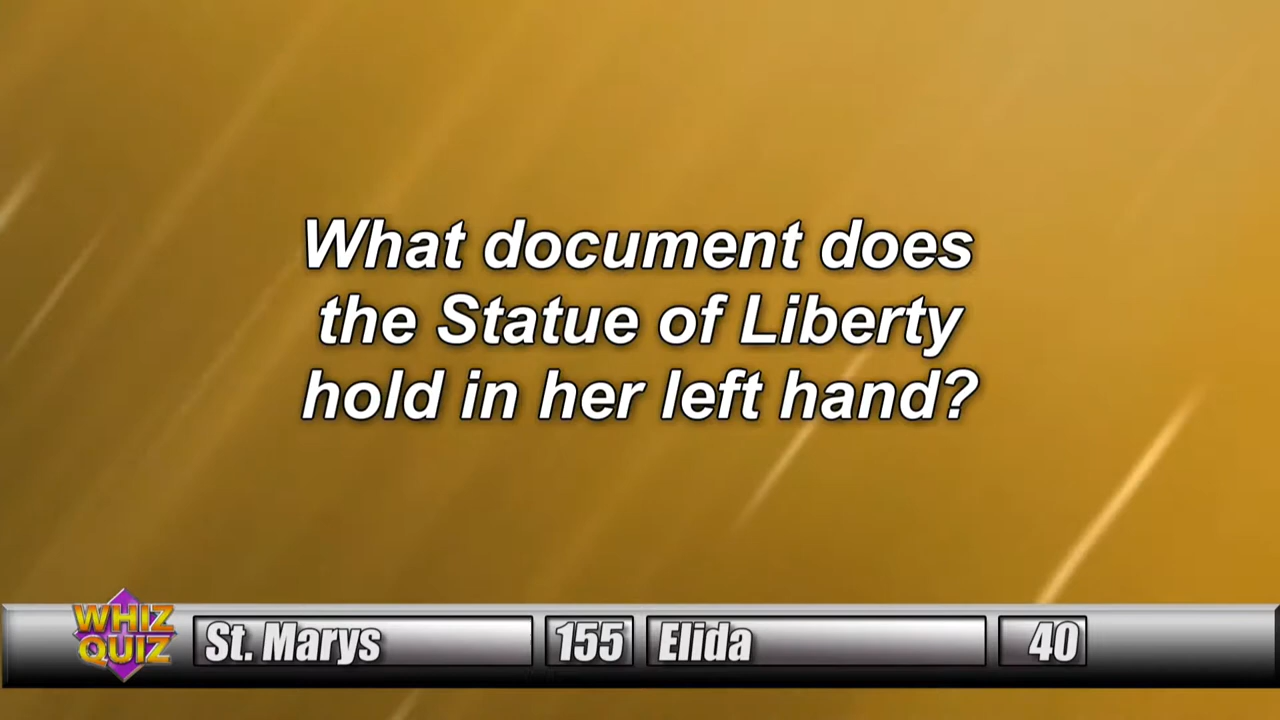 What document does
the Statue of Liberty
hold in her left hand?
WHIZ
QUIZ
St. Marys 155 Elida 40